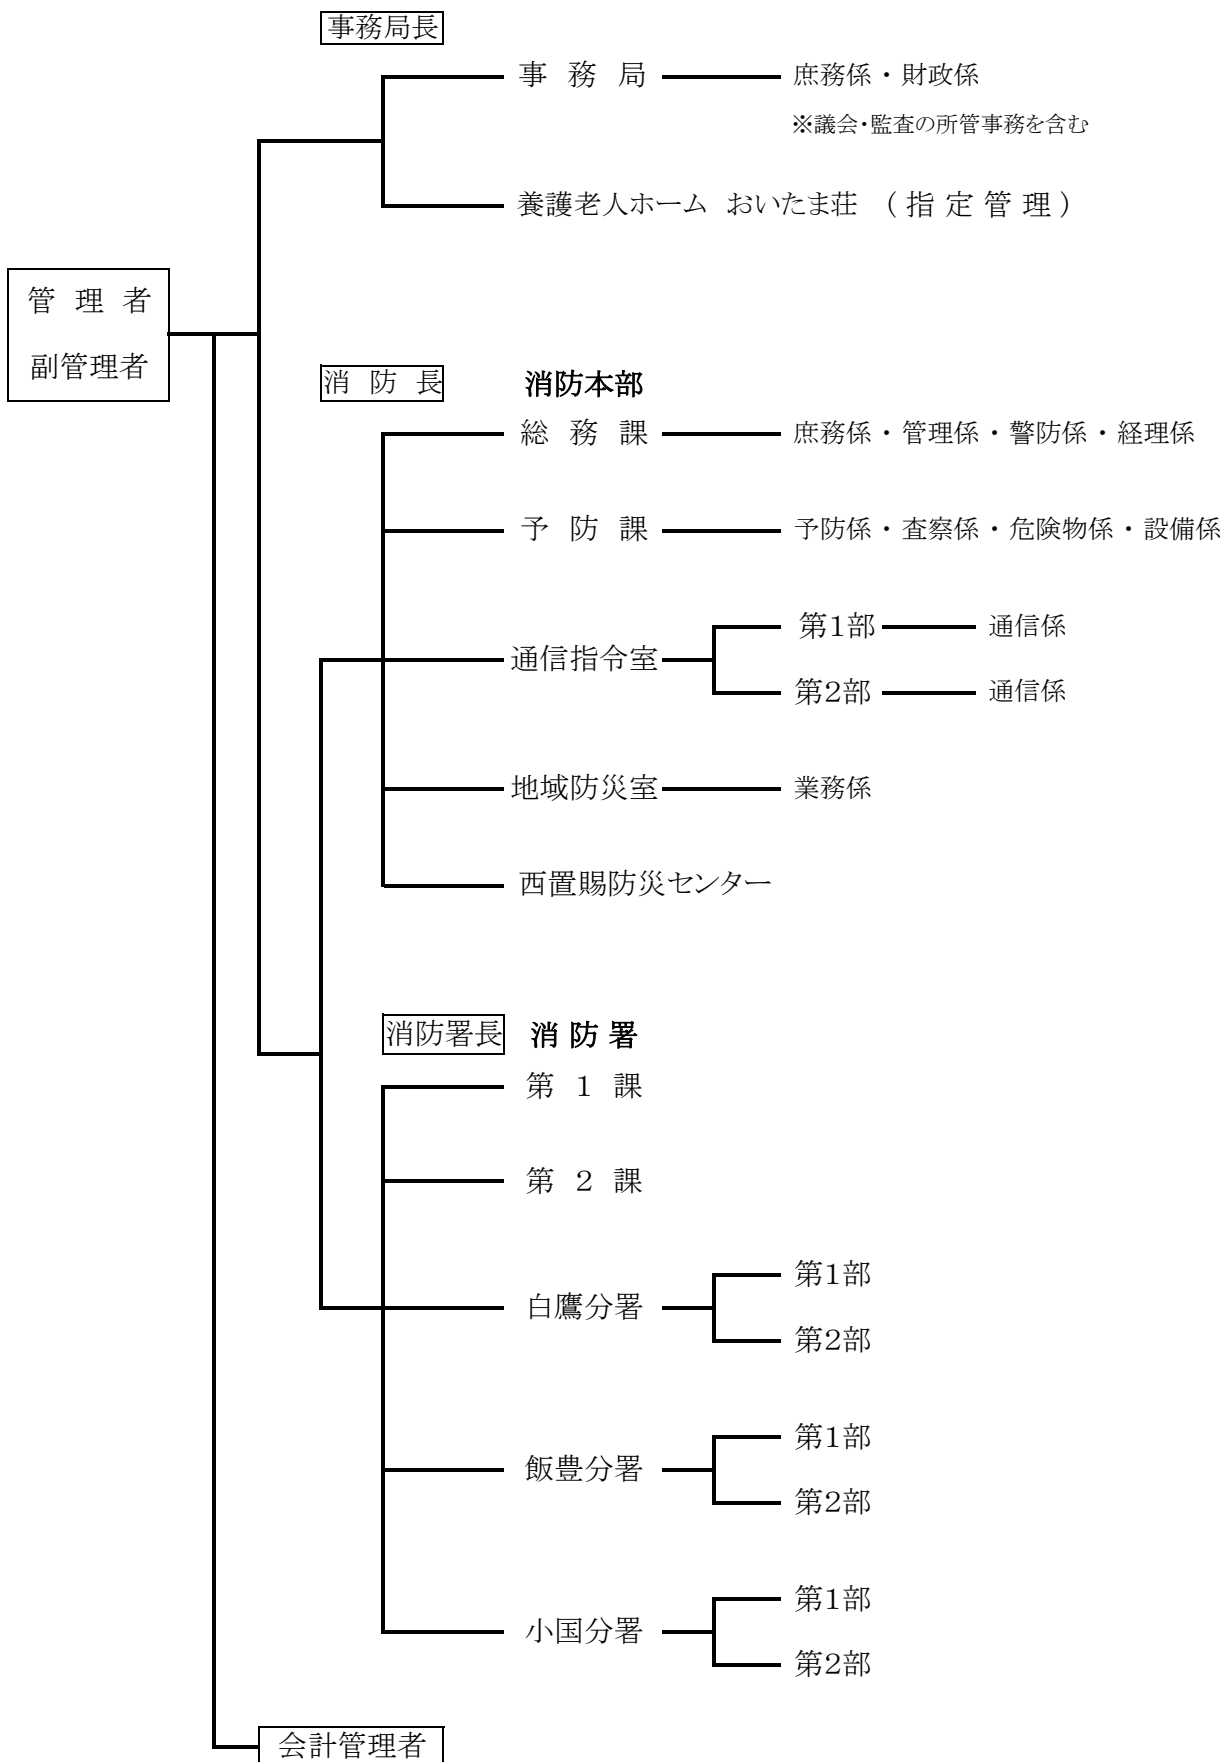 事務局長
事 務 局 庶務係・財政係
※議会・監査の所管事務を含む
養護老人ホーム おいたま荘 (指定管理)
管 理 者
副管理者
消 防 長 消防本部
総 務 課 庶務係・管理係・警防係・経理係
予 防 課 予防係・査察係・危険物係・設備係
第1部 通信係
通信指令室
第2部 通信係
地域防災室 業務係
西置賜防災センター
消防署長 消 防 署
第 1 課
第 2 課
第1部
白鷹分署
第2部
第1部
飯豊分署
第2部
第1部
小国分署
第2部
会計管理者